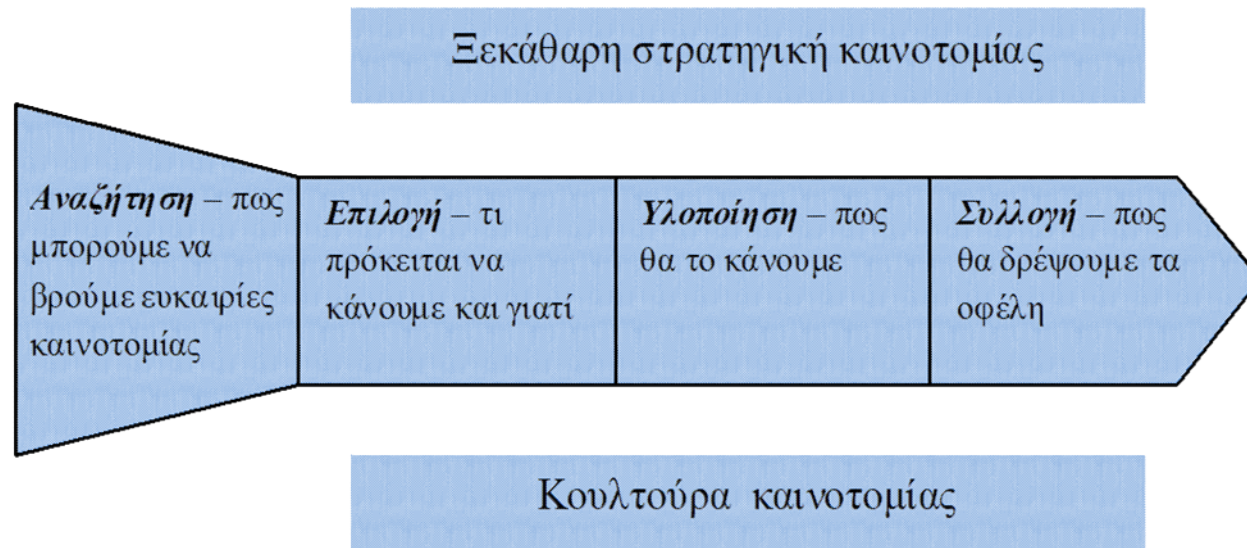 Ξεκάθαρη στρατηγική καινοτομίας
Αναζήτηση – πως
μπορούμε να
βρούμε ευκαιρίες
καινοτομίας
Επιλογή – τι
πρόκειται να
κάνουμε και γιατί
Υλοποίηση – πως
θα το κάνουμε
Συλλογή – πως
θα δρέψουμε τα
οφέλη
Κουλτούρα καινοτομίας